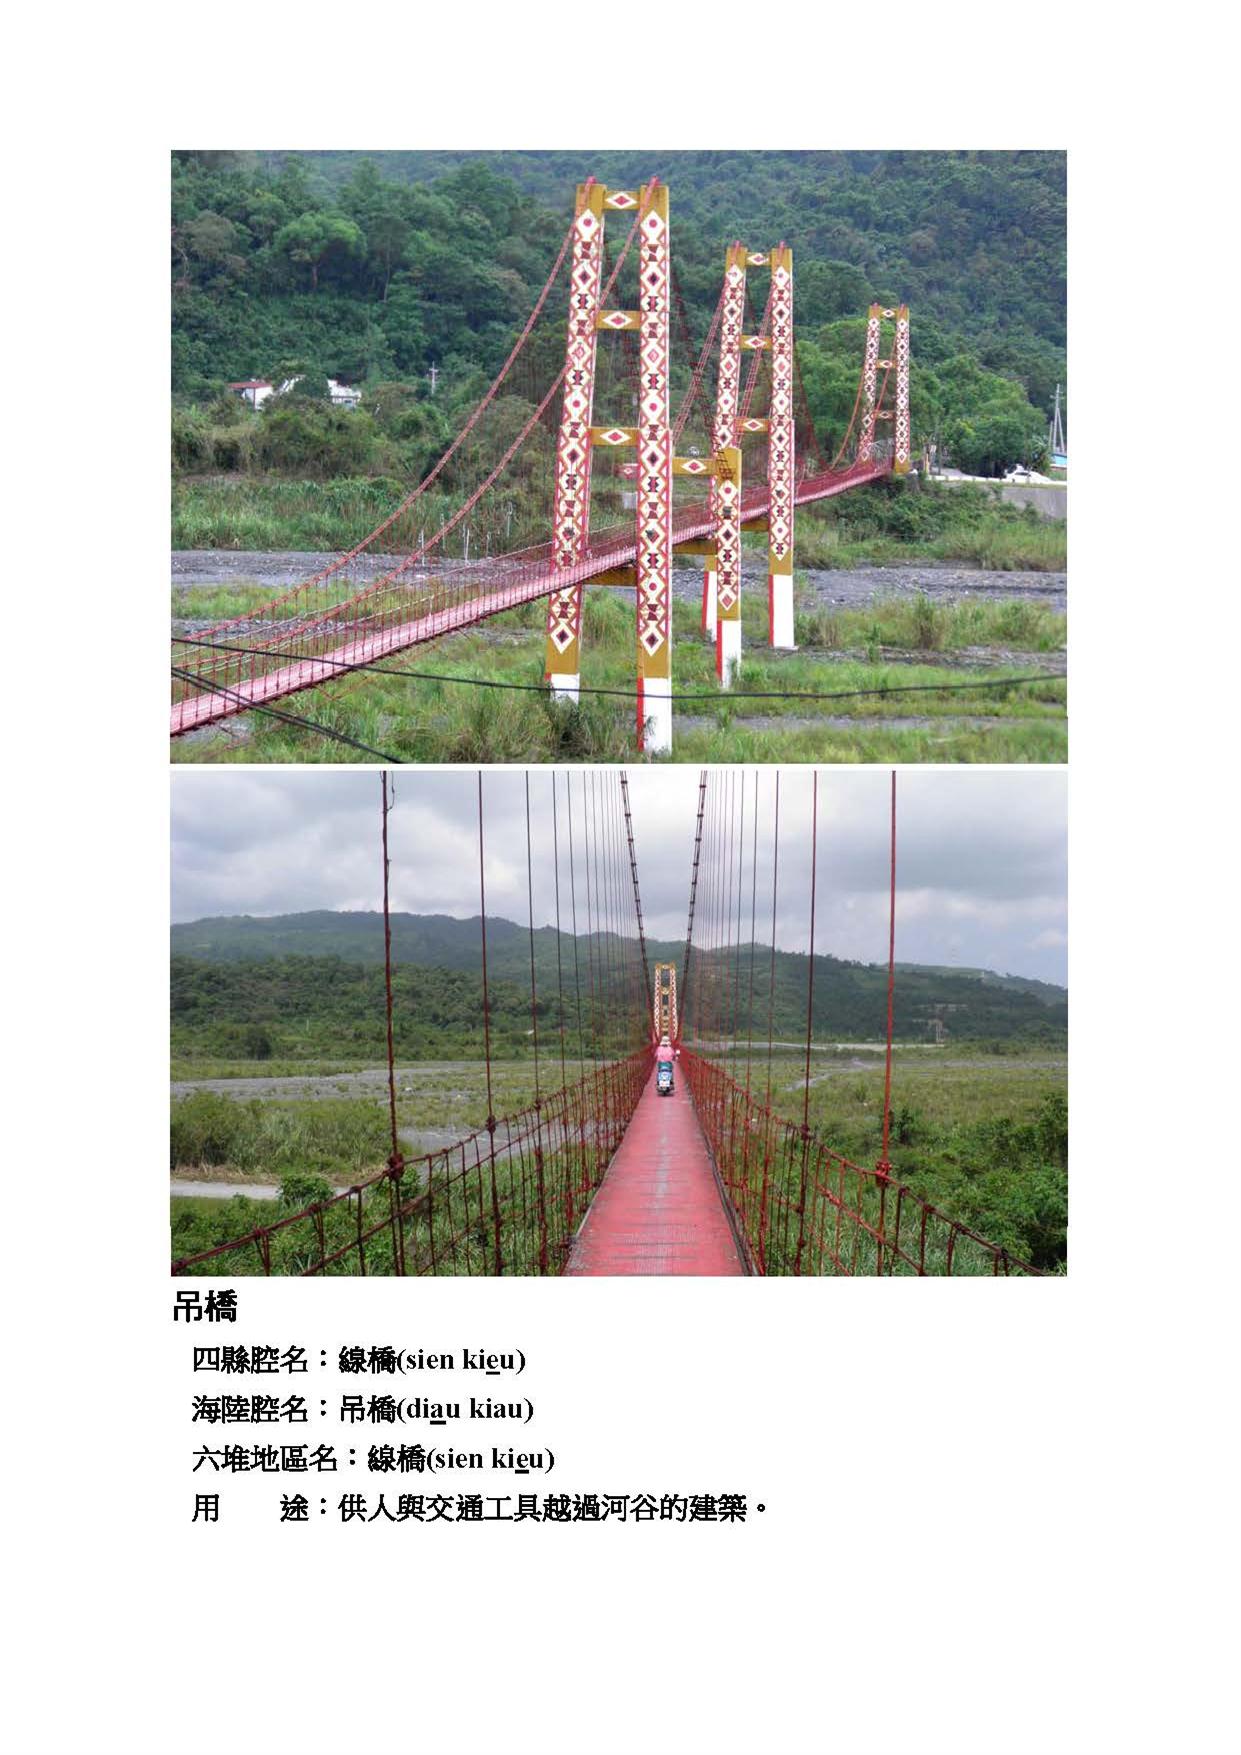 吊橋
四縣腔名：線橋(sien kieu)
海陸腔名：吊橋(diau kiau)
六堆地區名：線橋(sien kieu)
用　　途：供人與交通工具越過河谷的建築。